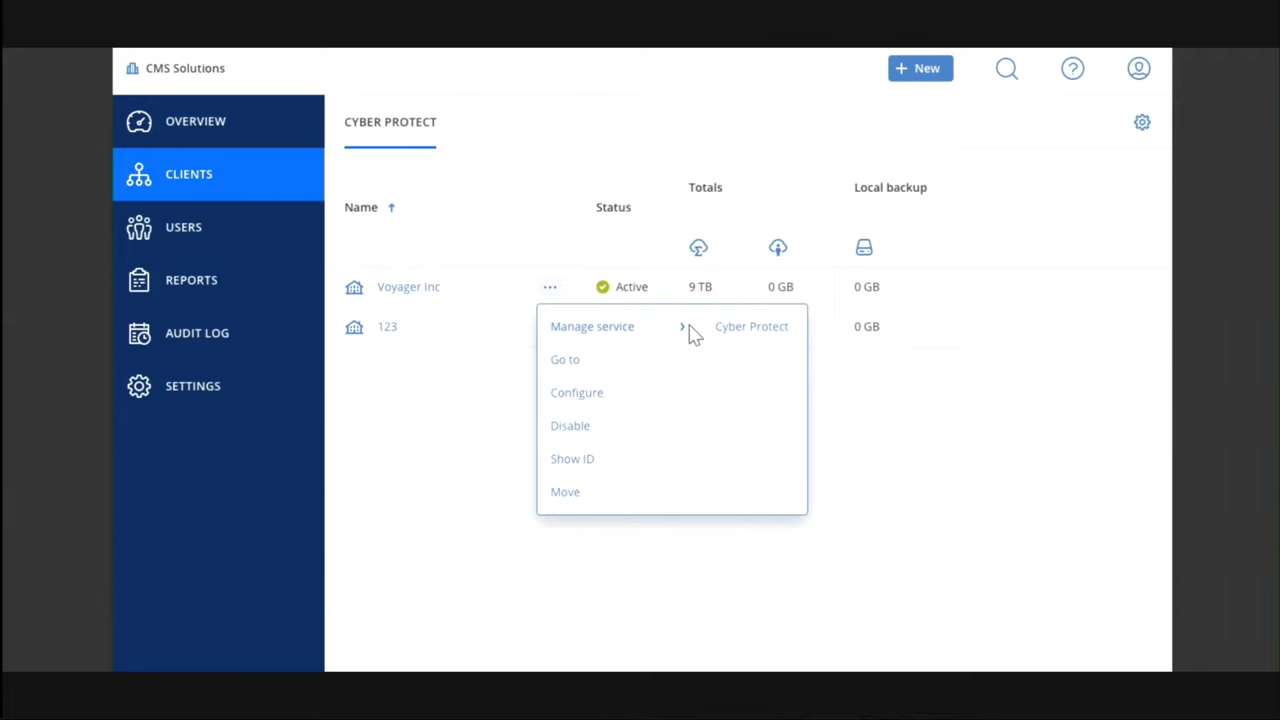 CMS Solutions
New
OVERVIEW
CLIENTS
USERS
REPORTS
AUDIT LOG
SETTINGS
CYBER PROTECT
Totals
Local backup
Name
Status
Voyager Inc
Active
9 TB
0 GB
0 GB
123
0 GB
Manage service
Cyber Protect
Go to
Configure
Disable
Show ID
Move